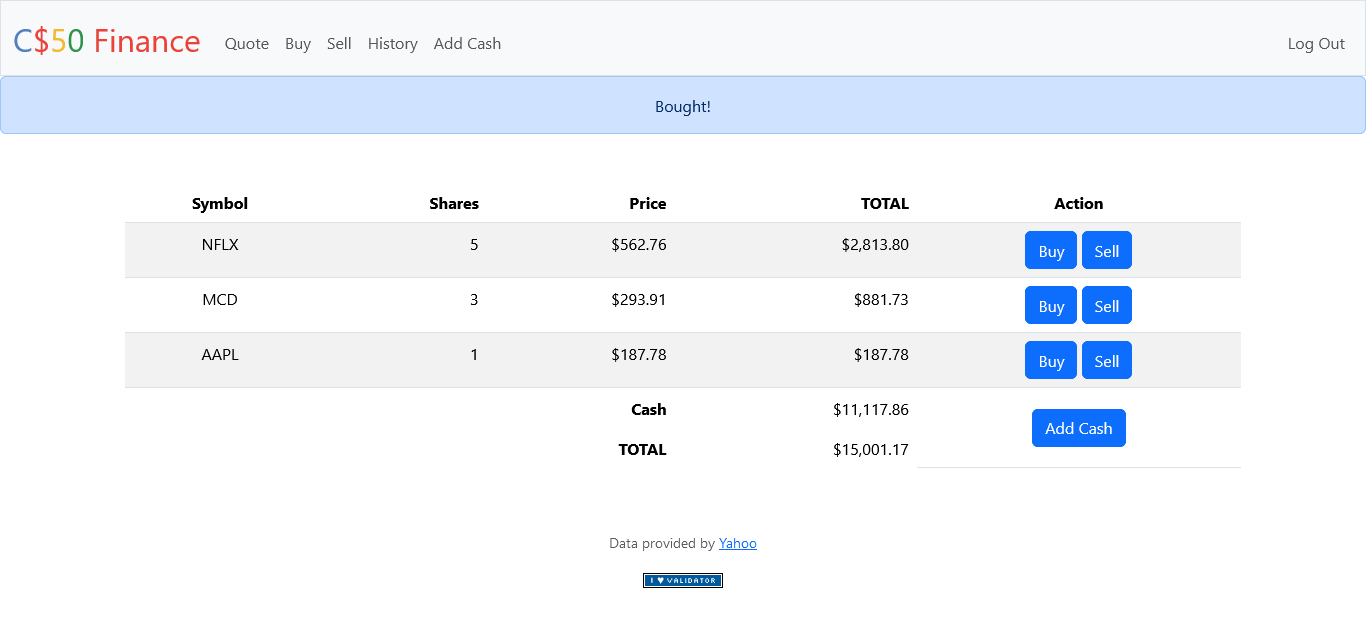 C$50 Finance Quote Buy Sell History Add Cash Log Out
Bought!
Symbol Shares Price TOTAL Action
NFLX 5 $562.76 $2,813.80 Buy Sell
MCD 3 $293.91 $881.73 Buy Sell
AAPL 1 $187.78 $187.78 Buy Sell
Cash $11,117.86
Add Cash
TOTAL $15,001.17
Data provided by Yahoo
I ♥ VALIDATOR